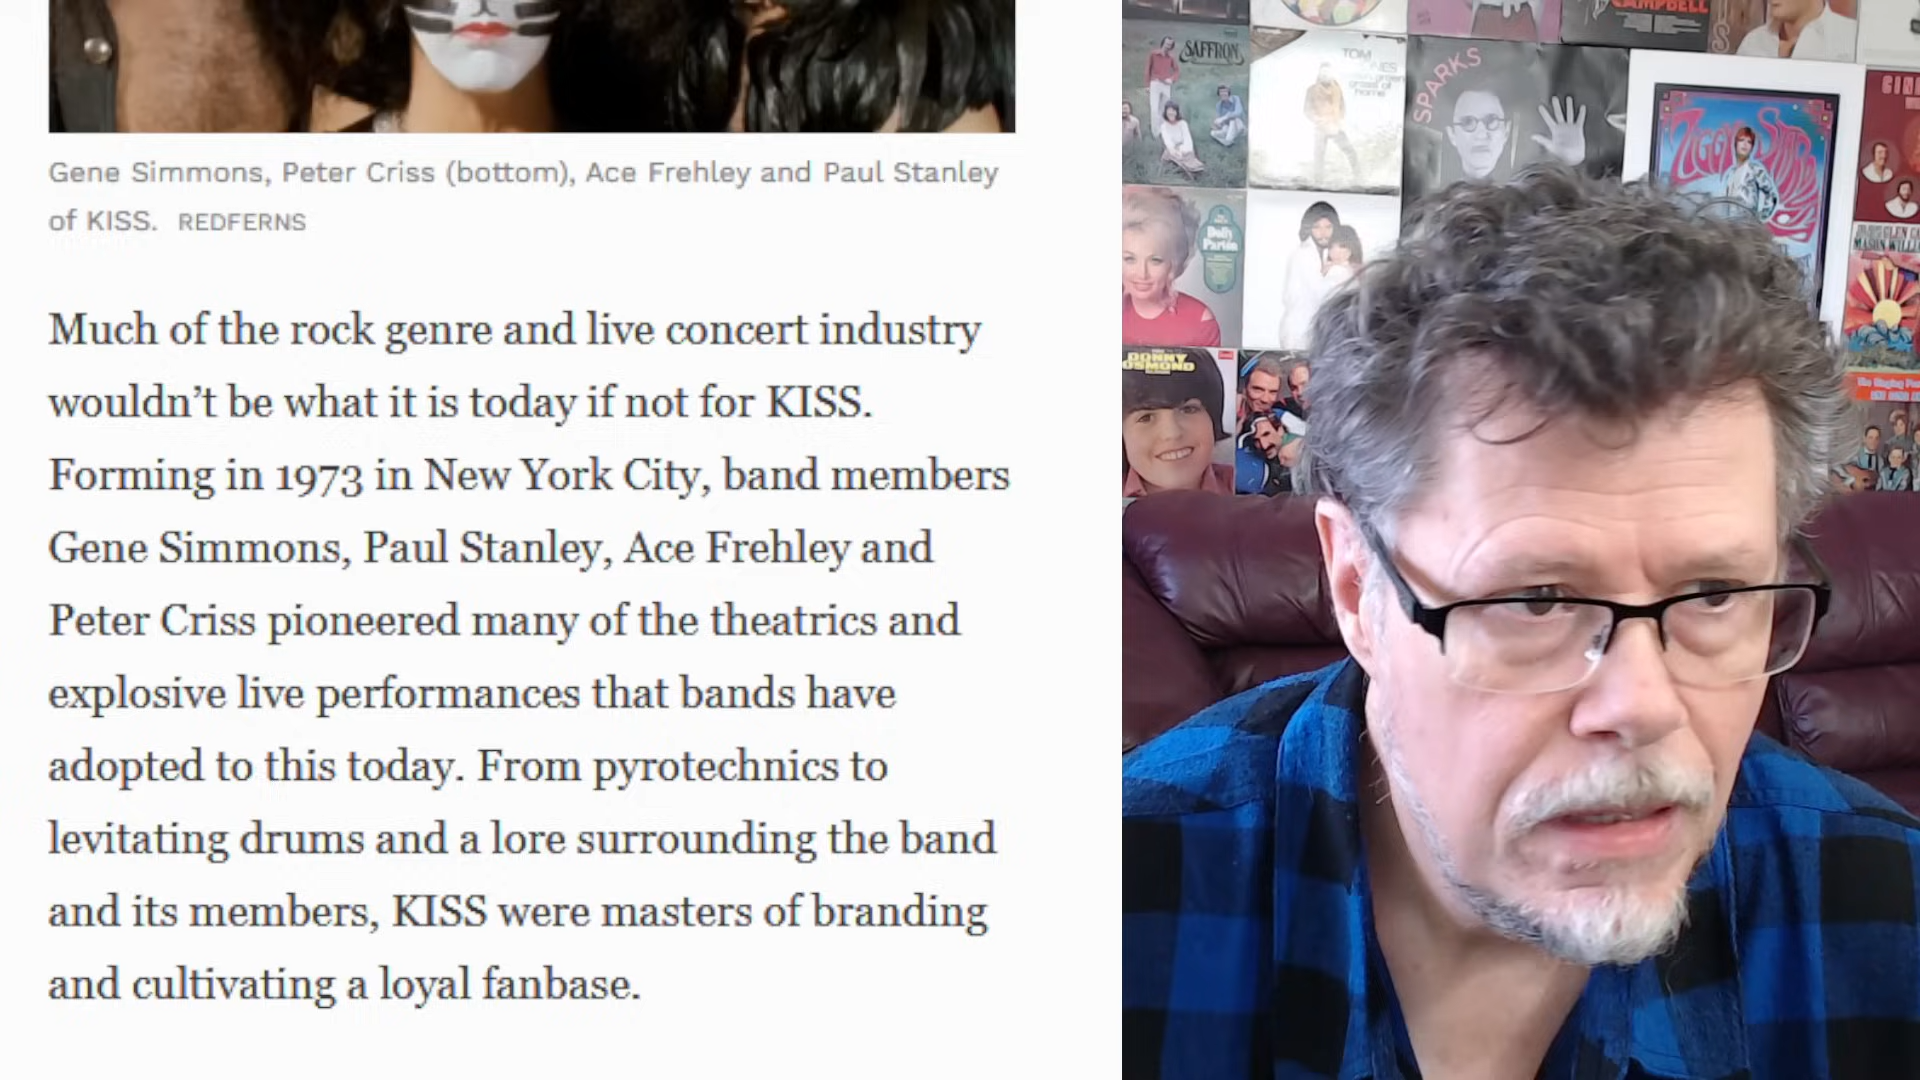 Gene Simmons, Peter Criss (bottom), Ace Frehley and Paul Stanley
of KISS. REDFERNS
Much of the rock genre and live concert industry
wouldn’t be what it is today if not for KISS.
Forming in 1973 in New York City, band members
Gene Simmons, Paul Stanley, Ace Frehley and
Peter Criss pioneered many of the theatrics and
explosive live performances that bands have
adopted to this today. From pyrotechnics to
levitating drums and a lore surrounding the band
and its members, KISS were masters of branding
and cultivating a loyal fanbase.
CAMPBELL
SAFFRON
TOM
SPARKS
ZIGGY
Dolly
Parton
DONNY
OSMOND